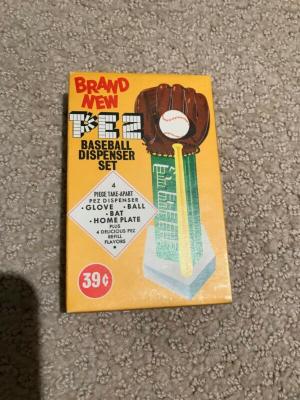 BRAND
NEW
PEZ
BASEBALL
DISPENSER
SET
4
PIECE TAKE-APART
PEZ DISPENSER
•GLOVE •BALL
•BAT
•HOME PLATE
PLUS
4 DELICIOUS PEZ
REFILL
FLAVORS
39¢